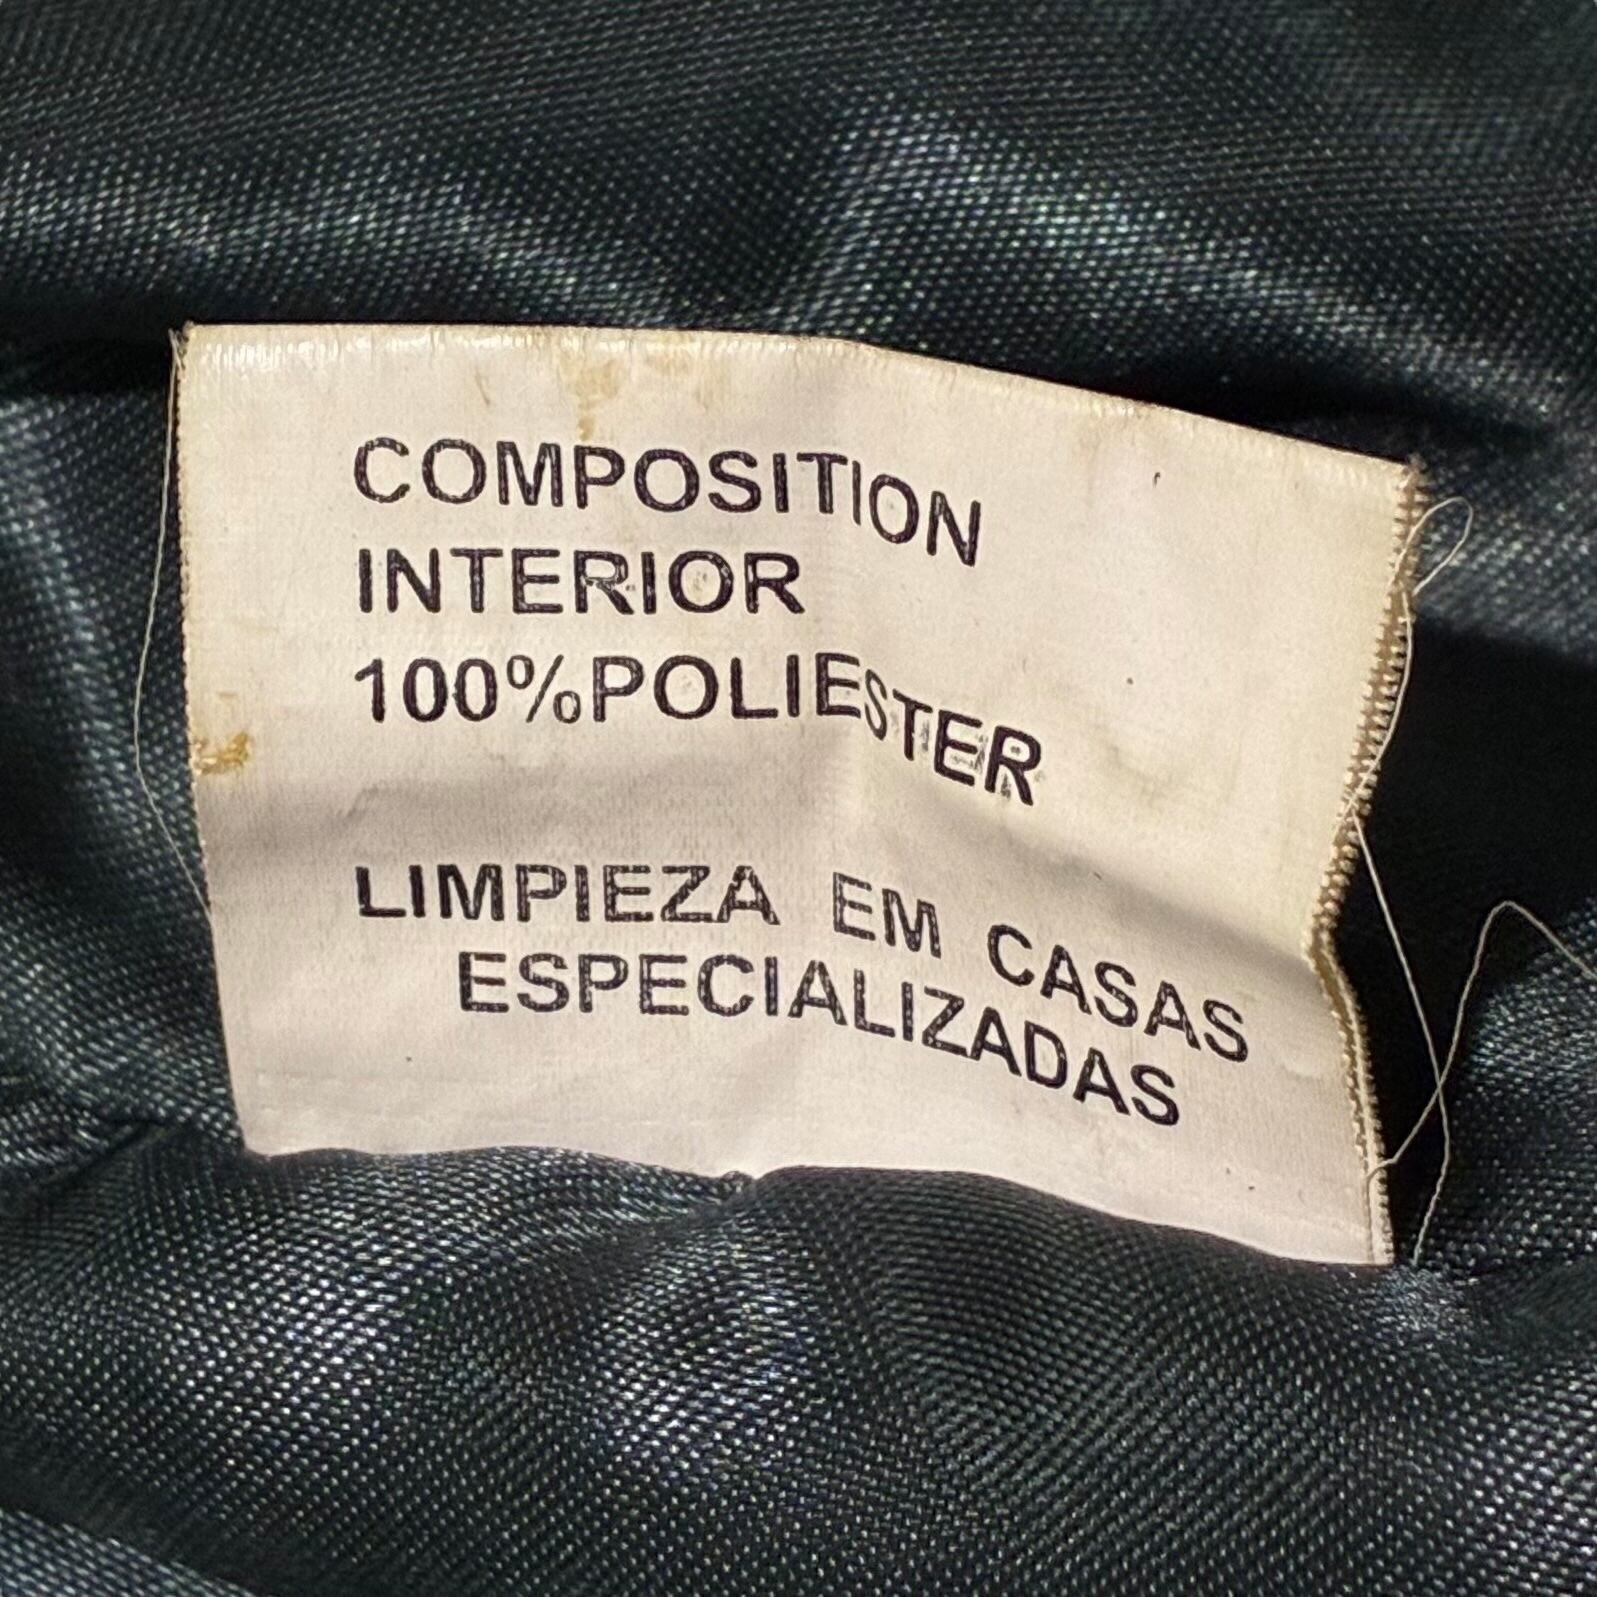 COMPOSITION
INTERIOR
100%POLIESTER
LIMPIEZA EM CASAS
ESPECIALIZADAS